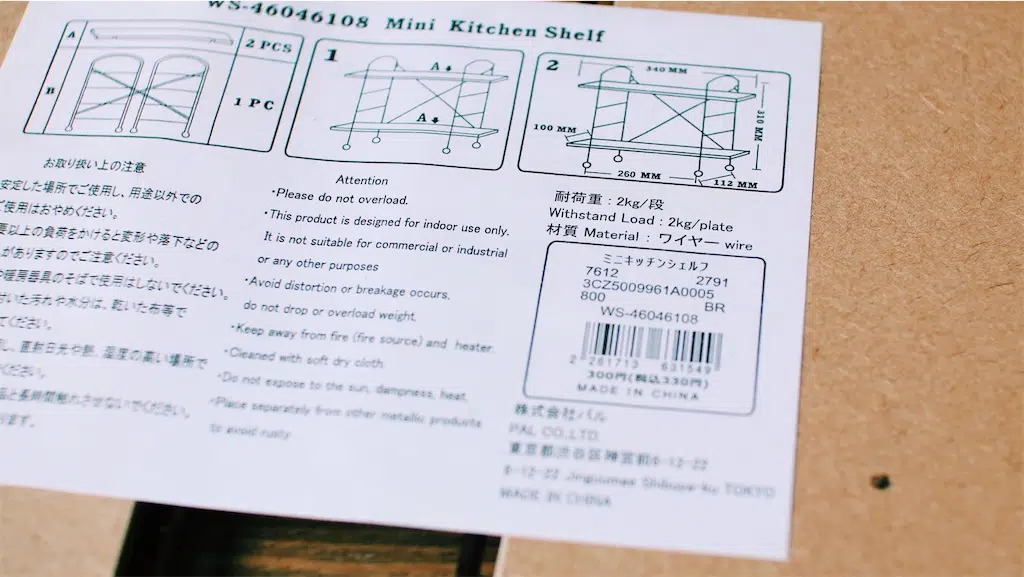 WS-46046108 Mini Kitchen Shelf
A
2 PCS
B
1 PC
1
A
A
2
340 MM
310 MM
100 MM
260 MM
112 MM
お取り扱い上の注意
安定した場所でご使用し、用途以外での
使用はおやめください。
要以上の負荷をかけると変形や落下などの
がありますのでご注意ください。
暖房器具のそばで使用はしないでください。
付いた汚れや水分は、乾いた布等で
てください。
し、直射日光や熱、湿度の高い場所で
ください。
品と長時間触れさせないでください。
ります。
Attention
・Please do not overload.
・This product is designed for indoor use only.
It is not suitable for commercial or industrial
or any other purposes
・Avoid distortion or breakage occurs,
do not drop or overload weight.
・Keep away from fire (fire source) and heater.
・Cleaned with soft dry cloth
・Do not expose to the sun, dampness, heat.
・Place separately from other metallic products
to avoid rusty
耐荷重：2kg/段
Withstand Load : 2kg/plate
材質 Material : ワイヤー wire
ミニキッチンシェルフ
7612 2791
3CZ5009961A0005
800 BR
WS-46046108
2 281713 631549
300円(税込330円)
MADE IN CHINA
株式会社パル
PAL CO.,LTD.
東京都渋谷区神宮前6-12-22
6-12-22 Jinguumae Shibuya-ku TOKYO
MADE IN CHINA